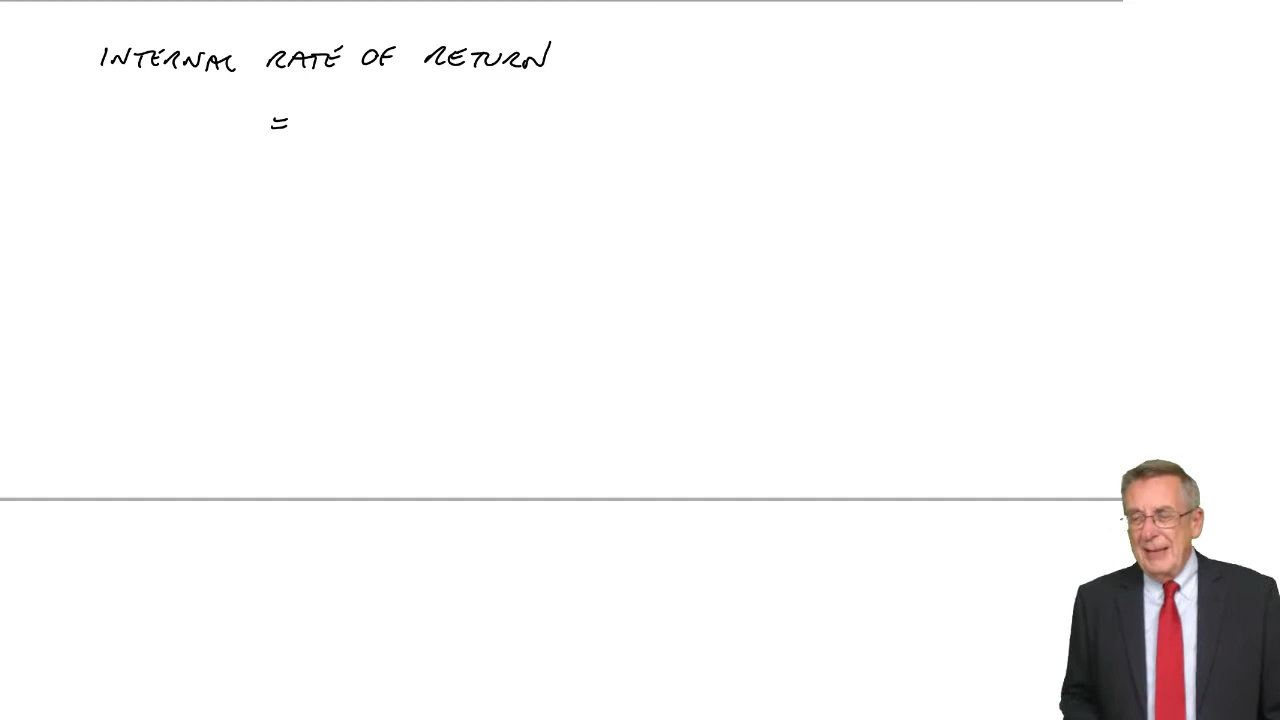 INTERNAL RATE OF RETURN
=